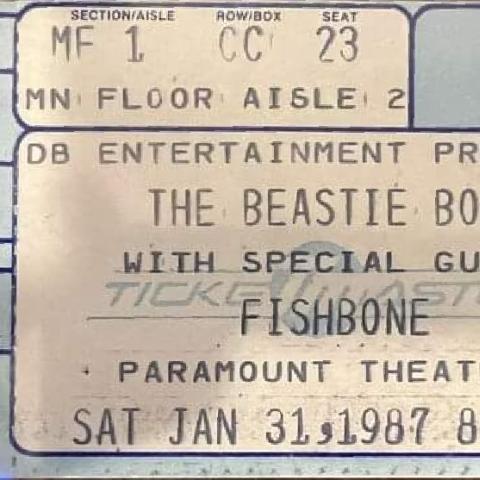 SECTION/AISLE ROW/BOX SEAT
MF 1 CC 23
MN FLOOR AISLE 2
DB ENTERTAINMENT PR
THE BEASTIE BO
WITH SPECIAL GU
TICKETMAST
FISHBONE
PARAMOUNT THEAT
SAT JAN 31,1987 8